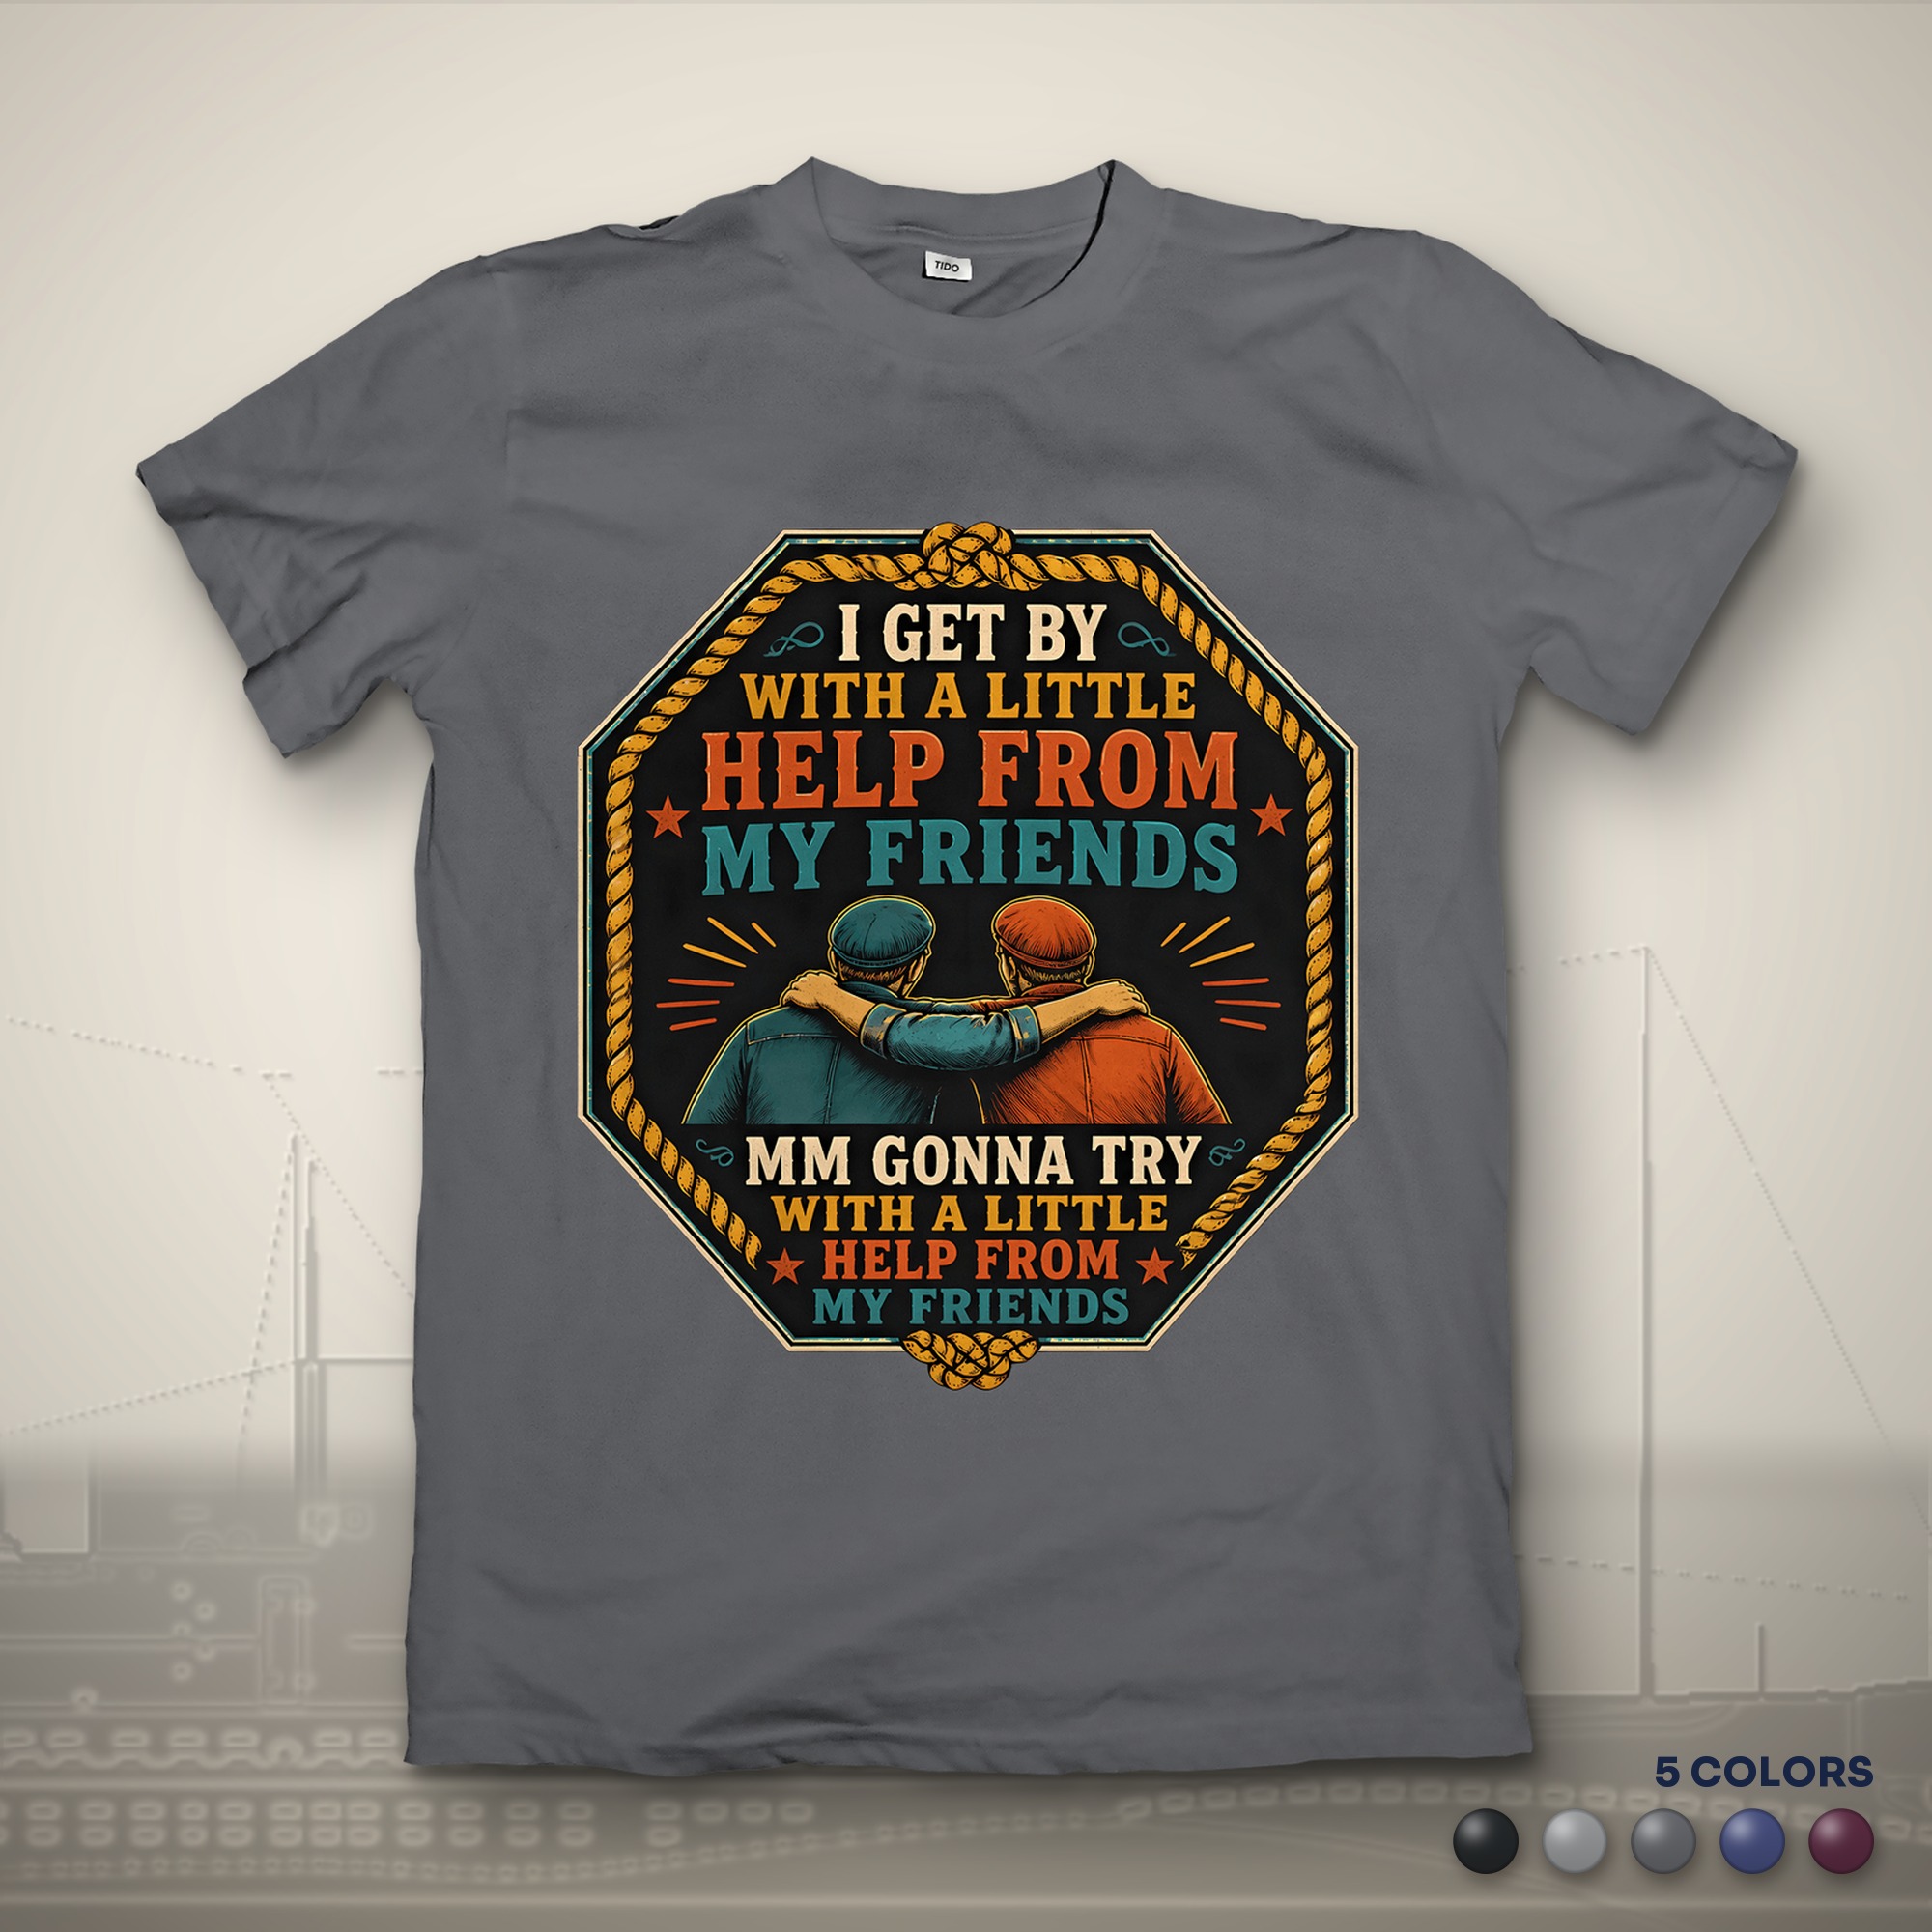 TIDO
I GET BY
WITH A LITTLE
HELP FROM
MY FRIENDS
MM GONNA TRY
WITH A LITTLE
HELP FROM
MY FRIENDS
5 COLORS